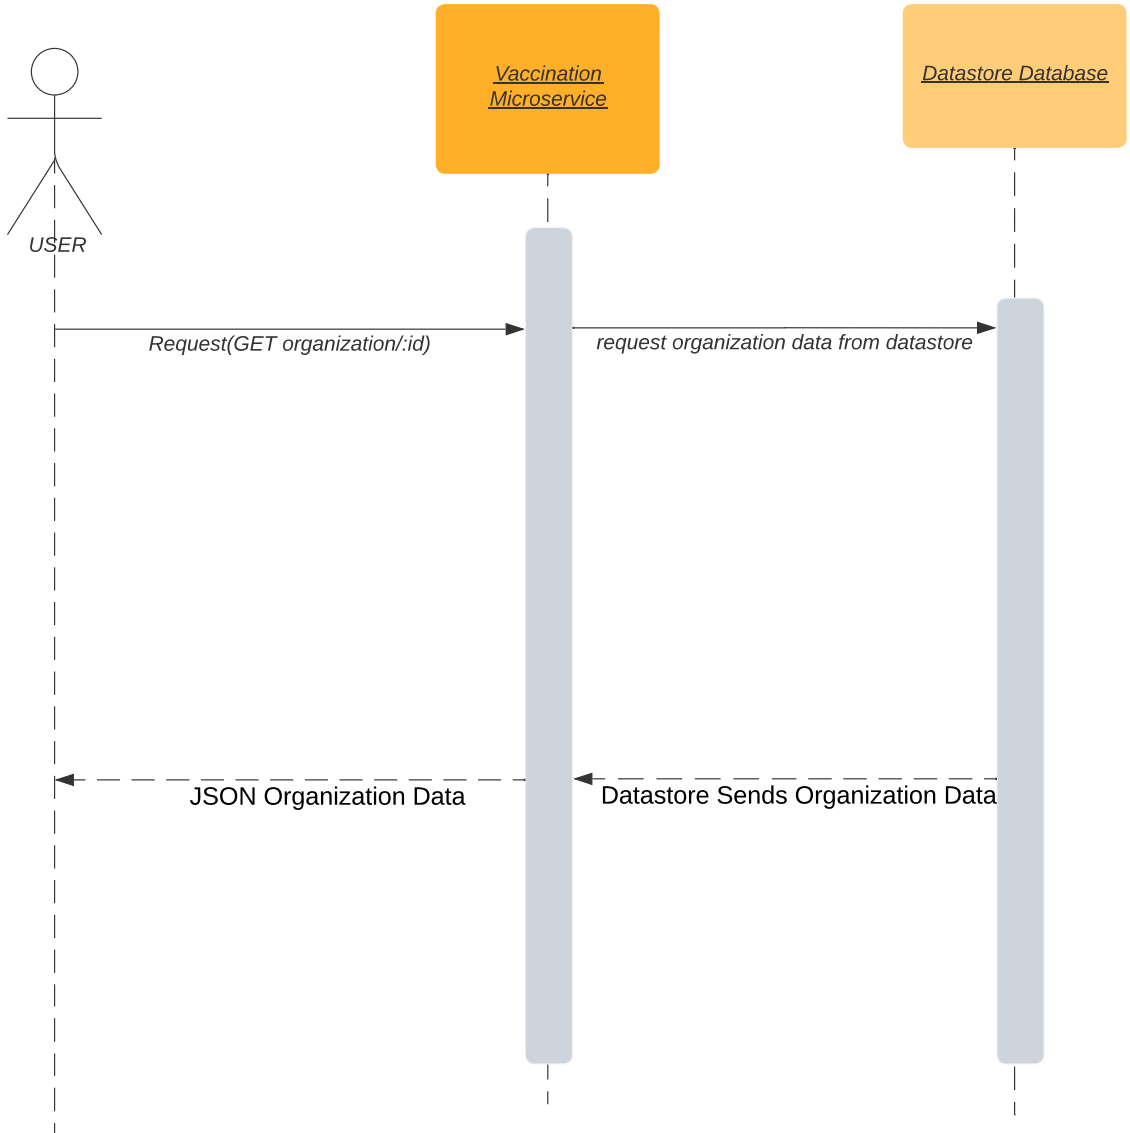 Vaccination
Microservice
Datastore Database
USER
Request(GET organization/:id)
request organization data from datastore
JSON Organization Data
Datastore Sends Organization Data